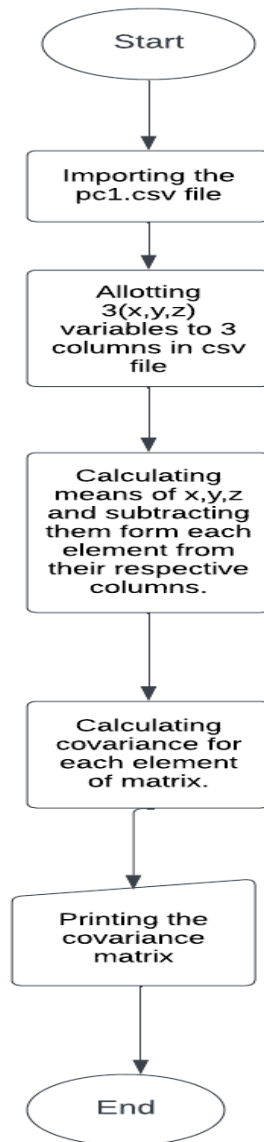 Start
Importing the
pc1.csv file
Allotting
3(x,y,z)
variables to 3
columns in csv
file
Calculating
means of x,y,z
and subtracting
them form each
element from
their respective
columns.
Calculating
covariance for
each element
of matrix.
Printing the
covariance
matrix
End